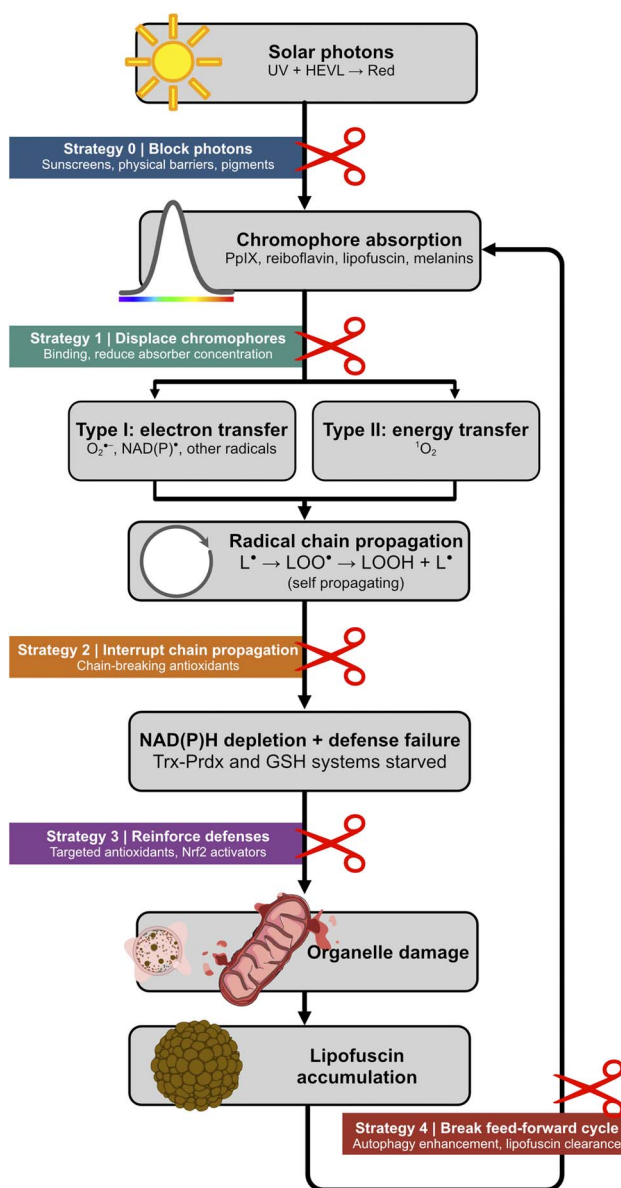 Solar photons
UV + HEVL → Red
Strategy 0 | Block photons
Sunscreens, physical barriers, pigments
Chromophore absorption
PpIX, reiboflavin, lipofuscin, melanins
Strategy 1 | Displace chromophores
Binding, reduce absorber concentration
Type I: electron transfer
O₂•⁻, NAD(P)•, other radicals
Type II: energy transfer
¹O₂
Radical chain propagation
L• → LOO• → LOOH + L•
(self propagating)
Strategy 2 | Interrupt chain propagation
Chain-breaking antioxidants
NAD(P)H depletion + defense failure
Trx-Prdx and GSH systems starved
Strategy 3 | Reinforce defenses
Targeted antioxidants, Nrf2 activators
Organelle damage
Lipofuscin
accumulation
Strategy 4 | Break feed-forward cycle
Autophagy enhancement, lipofuscin clearance